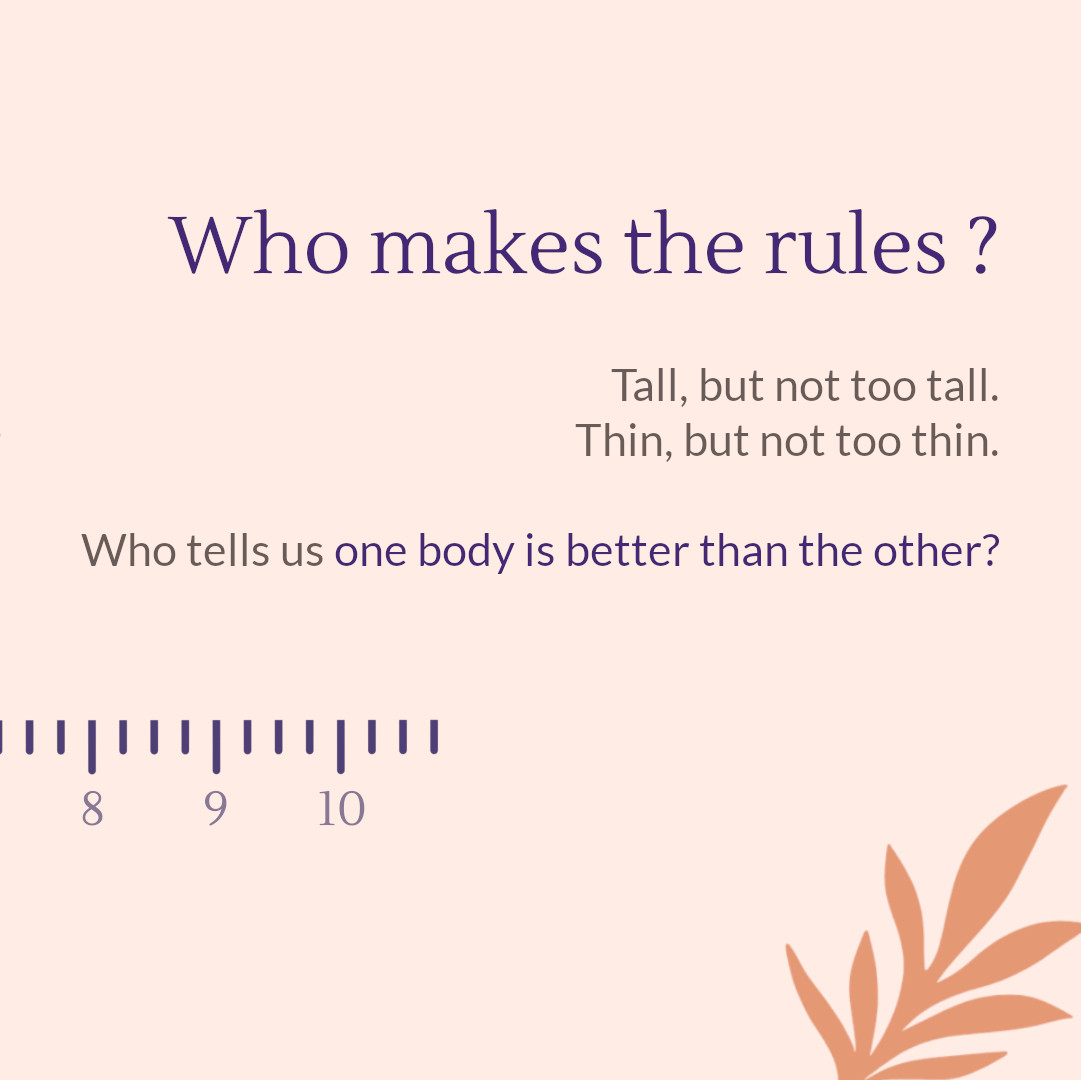 Who makes the rules ?
Tall, but not too tall.
Thin, but not too thin.
Who tells us one body is better than the other?
8 9 10